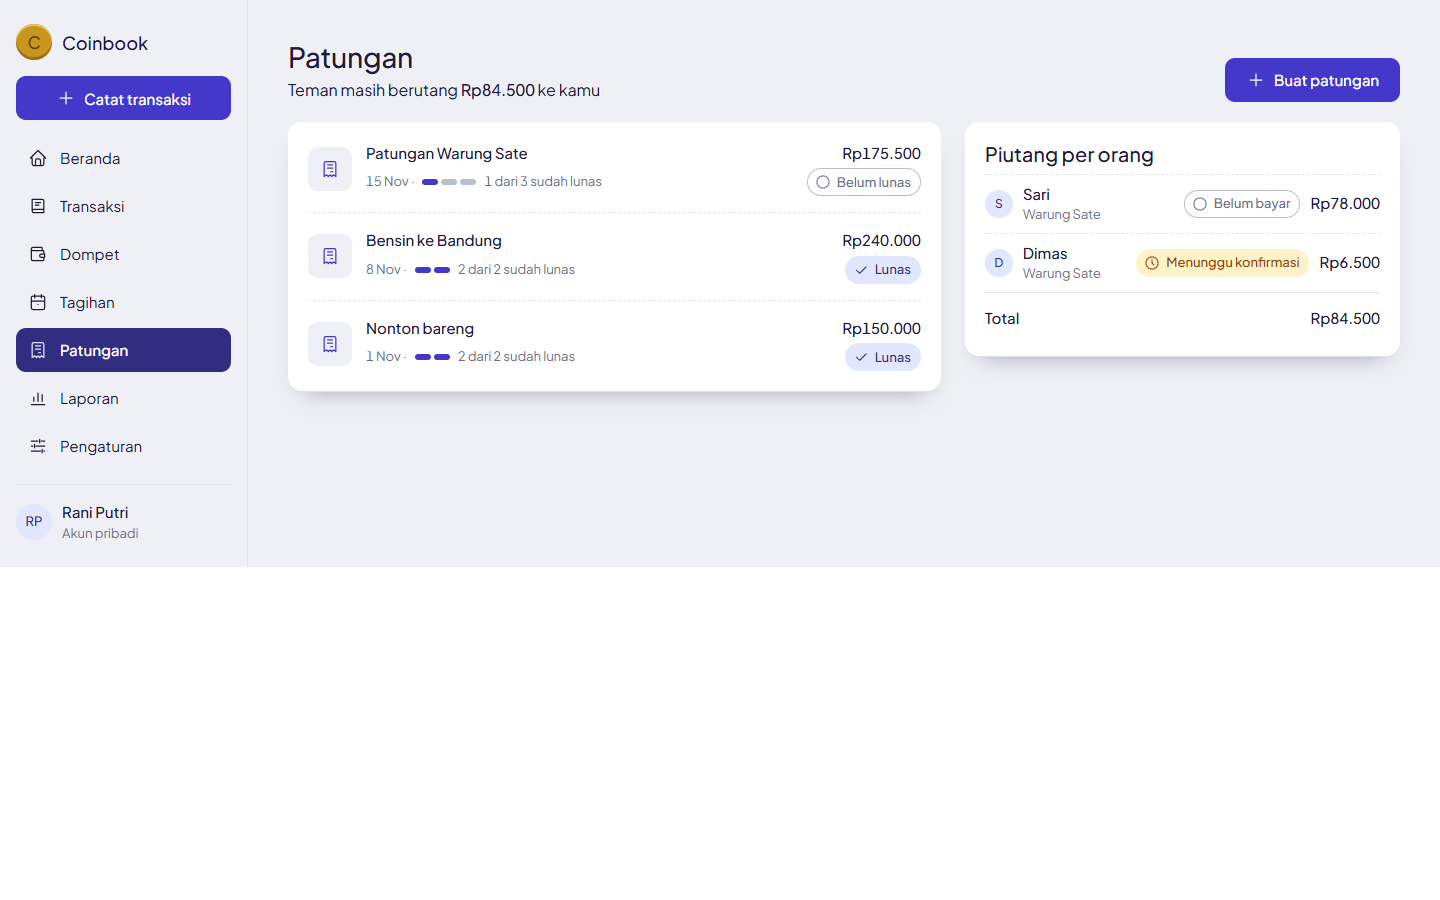 C Coinbook
Catat transaksi
Beranda
Transaksi
Dompet
Tagihan
Patungan
Laporan
Pengaturan
RP
Rani Putri
Akun pribadi
Patungan
Teman masih berutang Rp84.500 ke kamu
Buat patungan
Patungan Warung Sate Rp175.500
15 Nov · 1 dari 3 sudah lunas Belum lunas
Bensin ke Bandung Rp240.000
8 Nov · 2 dari 2 sudah lunas Lunas
Nonton bareng Rp150.000
1 Nov · 2 dari 2 sudah lunas Lunas
Piutang per orang
S Sari Belum bayar Rp78.000
Warung Sate
D Dimas Menunggu konfirmasi Rp6.500
Warung Sate
Total Rp84.500